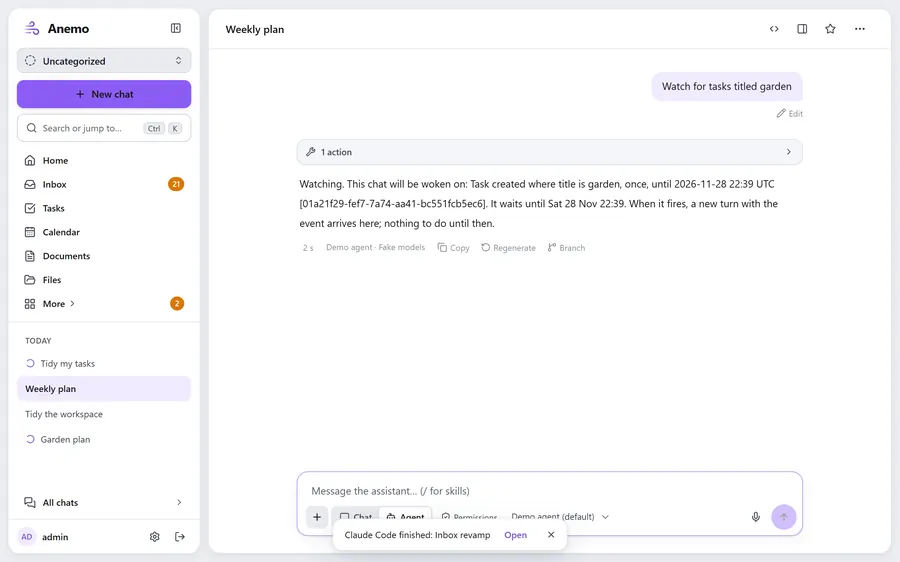 Anemo
Uncategorized
+ New chat
Search or jump to... Ctrl K
Home
Inbox 21
Tasks
Calendar
Documents
Files
More 2
TODAY
Tidy my tasks
Weekly plan
Tidy the workspace
Garden plan
All chats
AD admin
Weekly plan
Watch for tasks titled garden
Edit
1 action
Watching. This chat will be woken on: Task created where title is garden, once, until 2026-11-28 22:39 UTC
[01a21f29-fef7-7a74-aa41-bc551fcb5ec6]. It waits until Sat 28 Nov 22:39. When it fires, a new turn with the
event arrives here; nothing to do until then.
2 s Demo agent · Fake models Copy Regenerate Branch
Message the assistant... (/ for skills)
Chat Agent Permissions Demo agent (default)
Claude Code finished: Inbox revamp Open